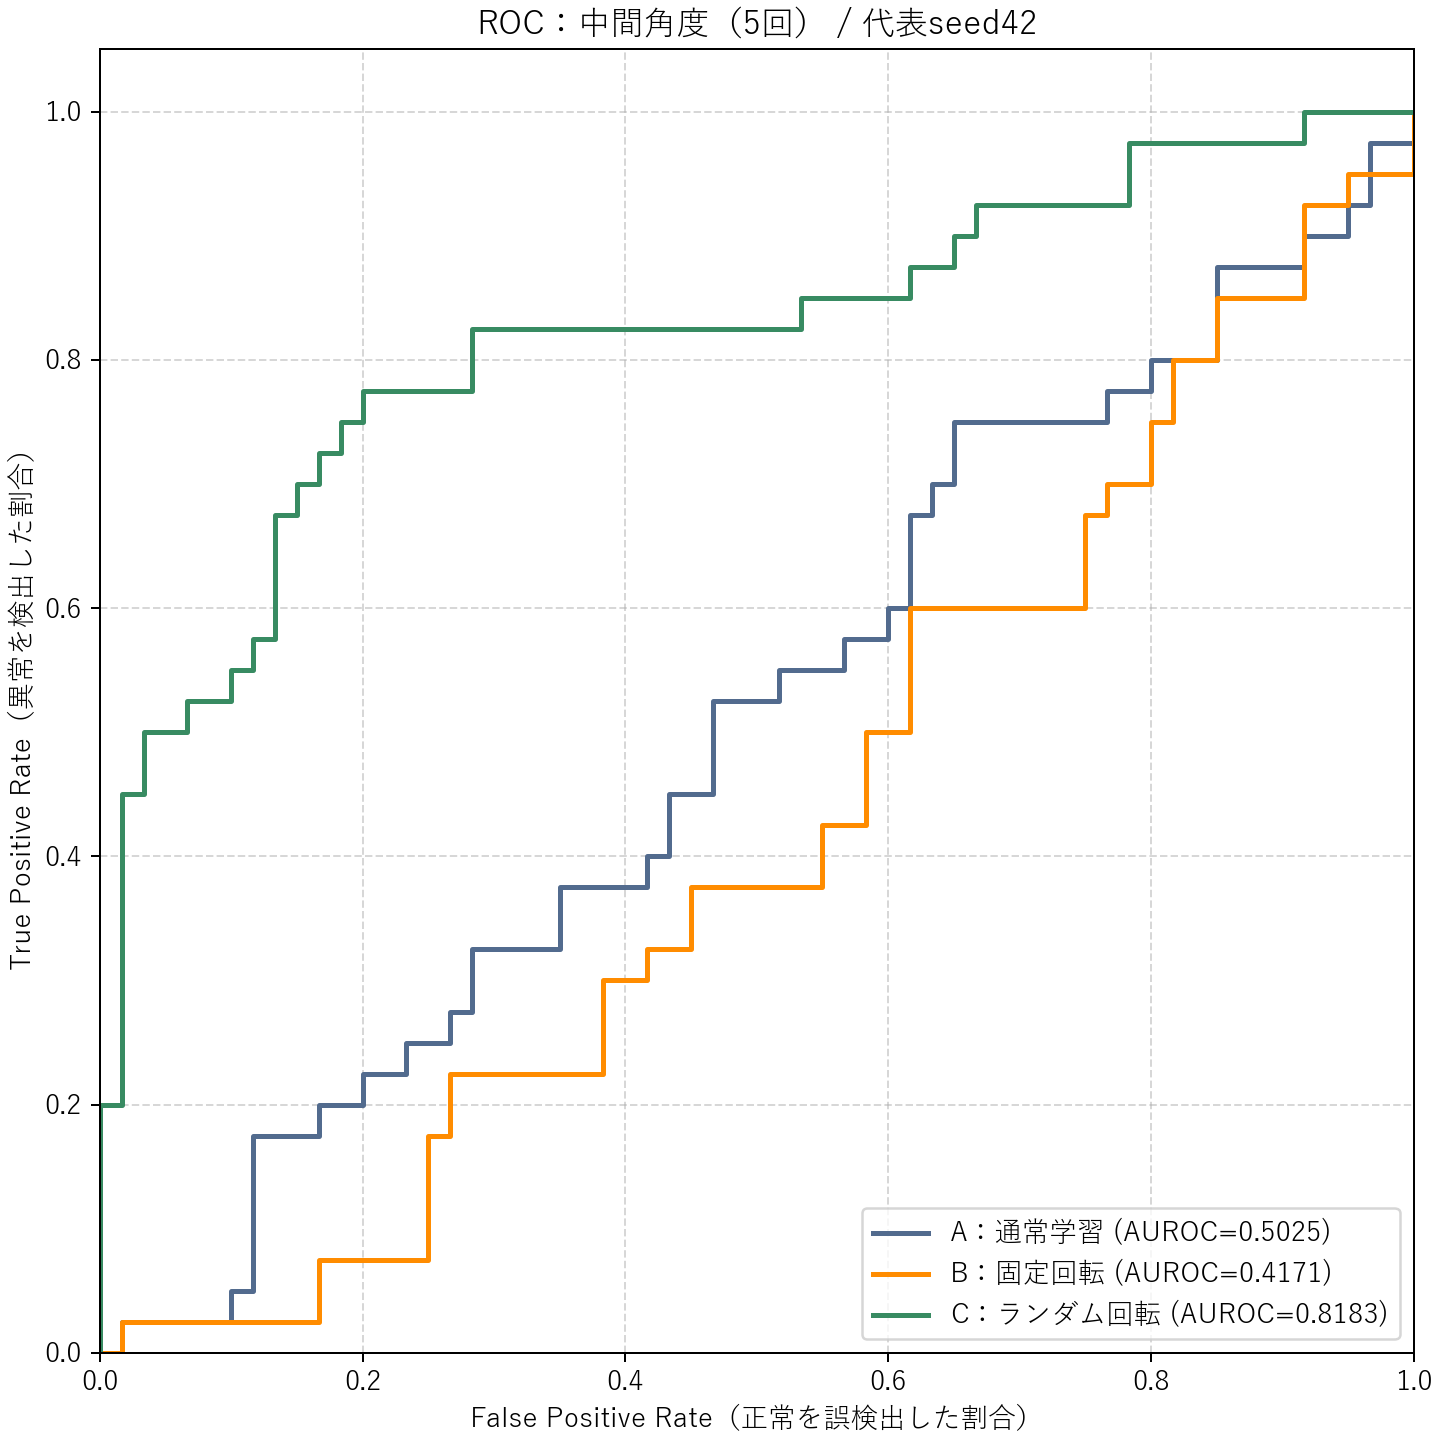 ROC：中間角度（5回） / 代表seed42
True Positive Rate（異常を検出した割合）
1.0
0.8
0.6
0.4
0.2
0.0
0.0 0.2 0.4 0.6 0.8 1.0
False Positive Rate（正常を誤検出した割合）
A：通常学習 (AUROC=0.5025)
B：固定回転 (AUROC=0.4171)
C：ランダム回転 (AUROC=0.8183)